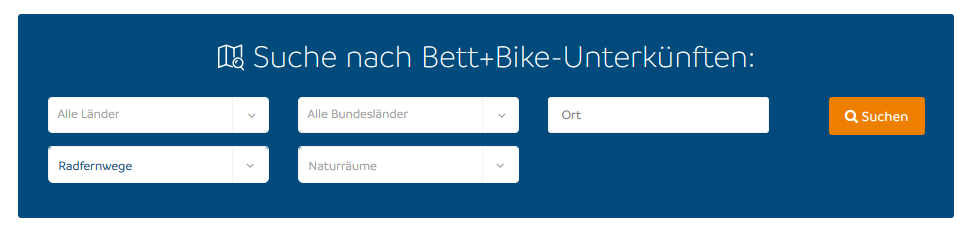 Suche nach Bett+Bike-Unterkünften:
Alle Länder
Alle Bundesländer
Ort
Suchen
Radfernwege
Naturräume